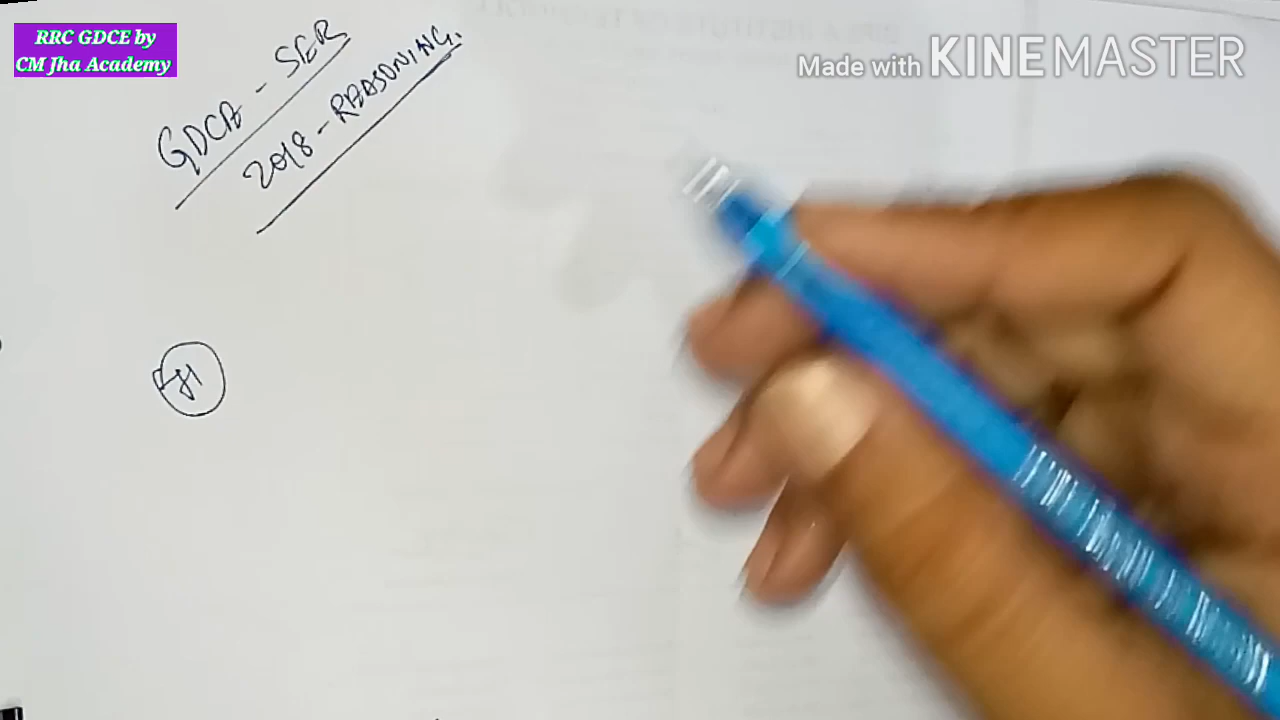 RRC GDCE by
CM Jha Academy
Made with KINEMASTER
GDCE - SER
2018 - REASONING.